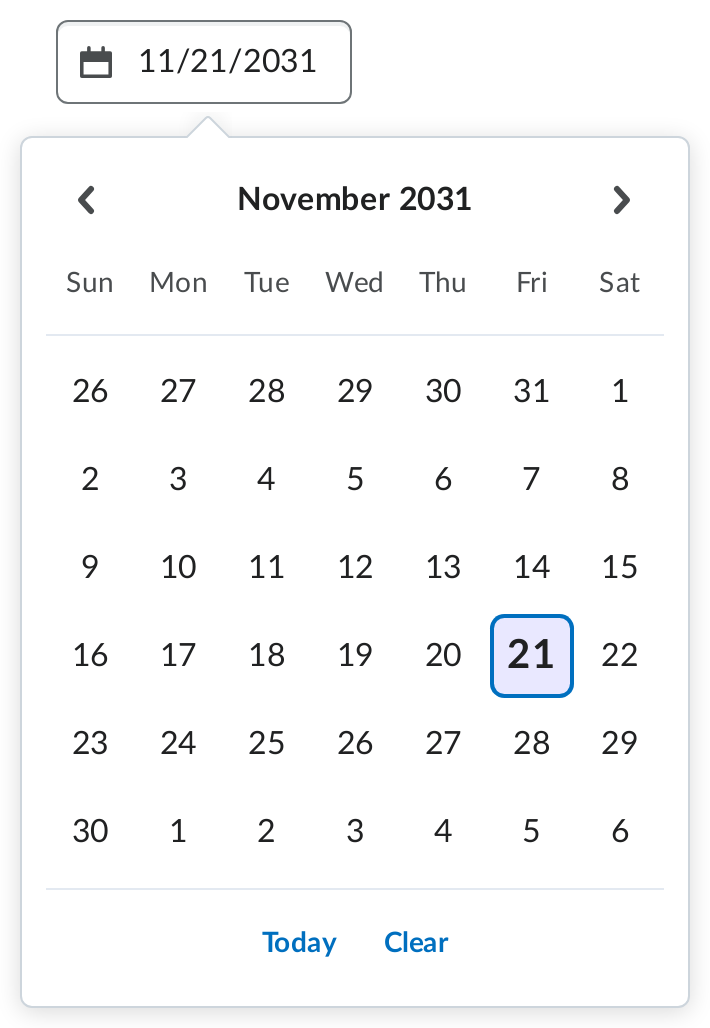 11/21/2031
November 2031
Sun Mon Tue Wed Thu Fri Sat
26 27 28 29 30 31 1
2 3 4 5 6 7 8
9 10 11 12 13 14 15
16 17 18 19 20 21 22
23 24 25 26 27 28 29
30 1 2 3 4 5 6
Today Clear